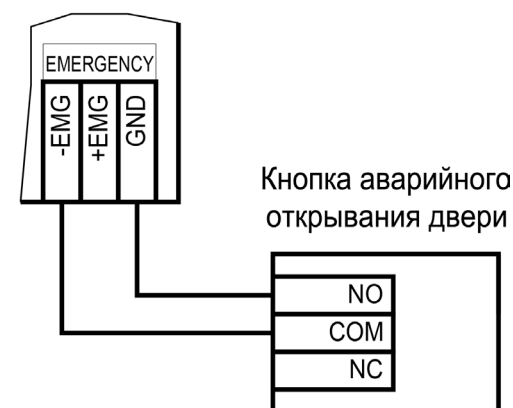 EMERGENCY
-EMG
+EMG
GND
Кнопка аварийного
открывания двери
NO
COM
NC